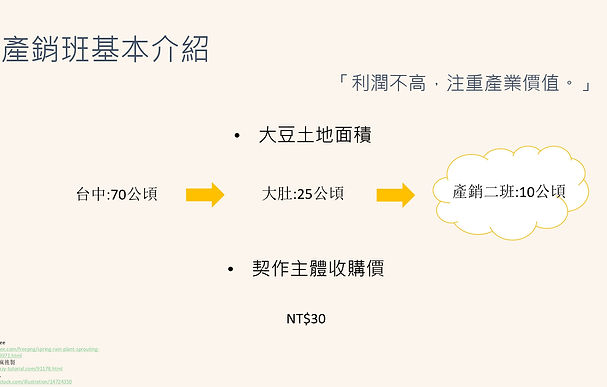 產銷班基本介紹
「利潤不高，注重產業價值。」
• 大豆土地面積
台中:70公頃
大肚:25公頃
產銷二班:10公頃
• 契作主體收購價
NT$30